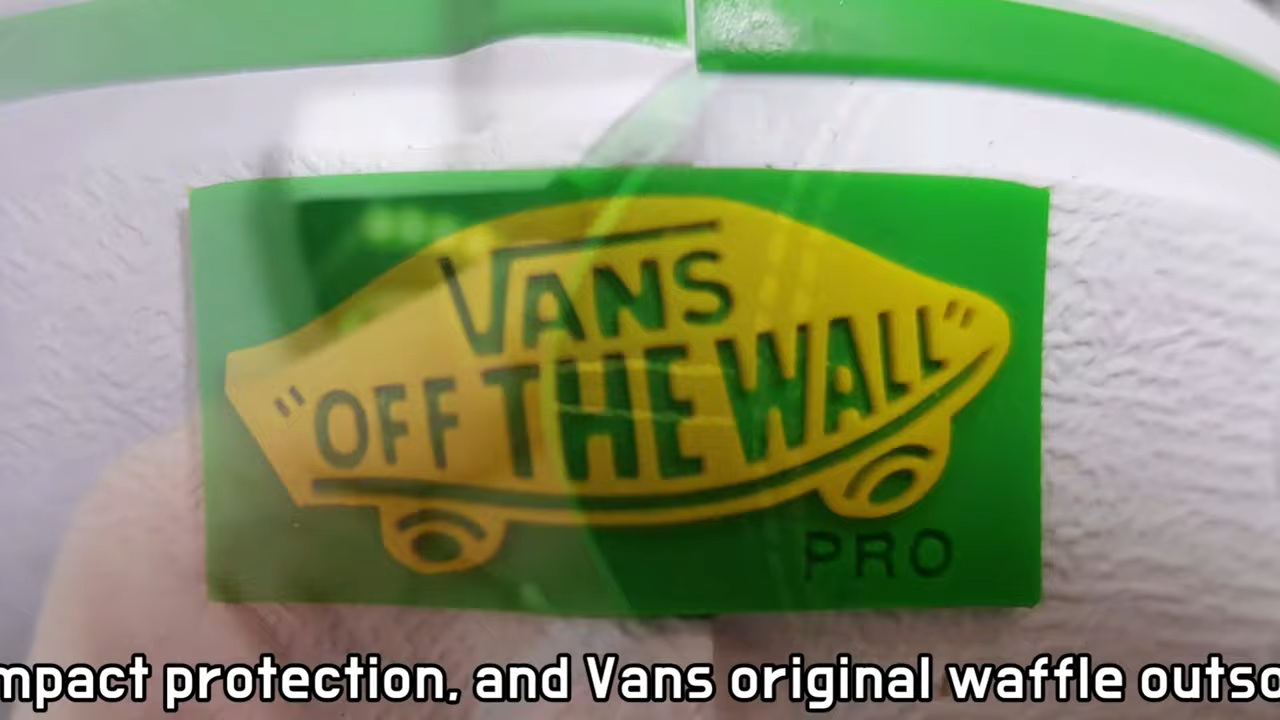 VANS
"OFF THE WALL"
PRO
mpact protection, and Vans original waffle outso